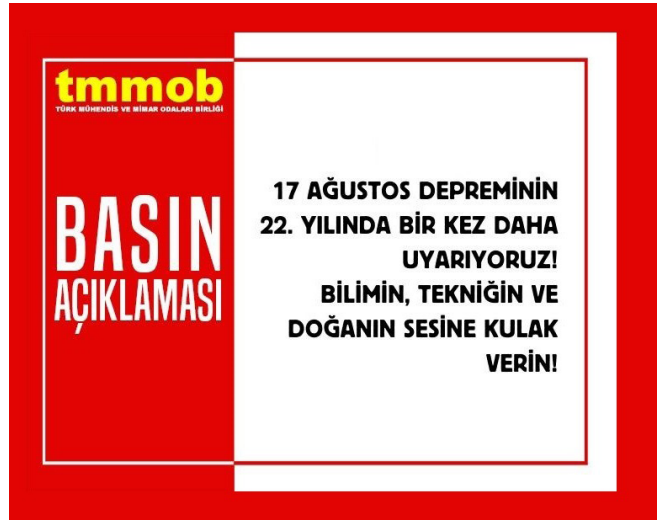 tmmob
TÜRK MÜHENDİS VE MİMAR ODALARI BİRLİĞİ
BASIN
AÇIKLAMASI
17 AĞUSTOS DEPREMİNİN
22. YILINDA BİR KEZ DAHA
UYARIYORUZ!
BİLİMİN, TEKNİĞİN VE
DOĞANIN SESİNE KULAK
VERİN!